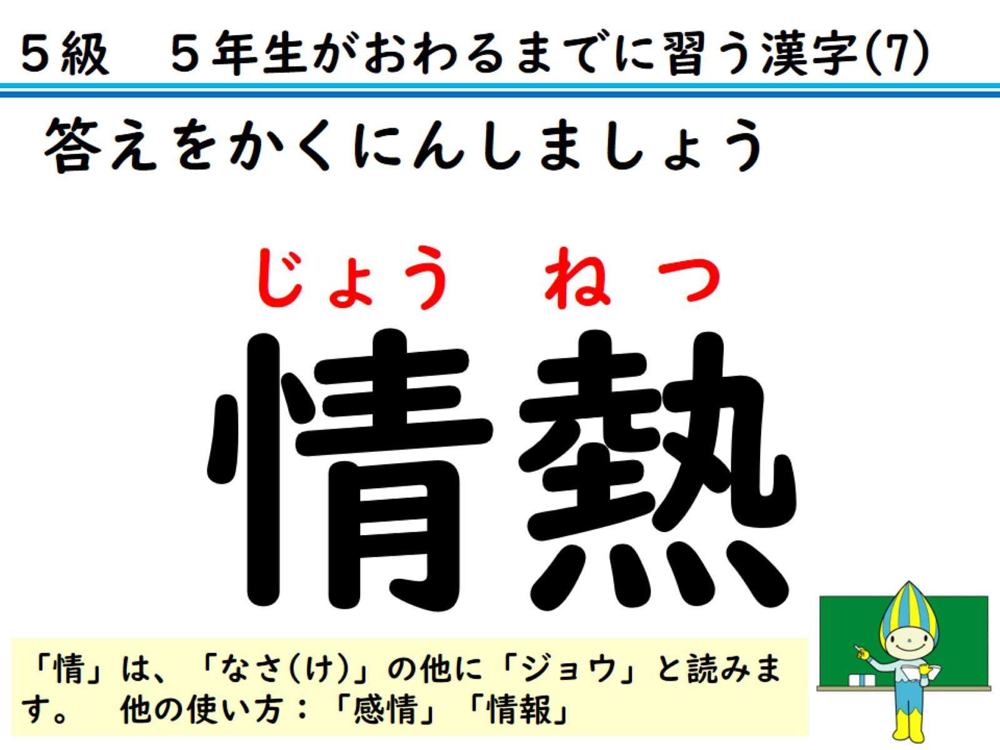 ５級　５年生がおわるまでに習う漢字(7)
答えをかくにんしましょう
じょう　ねつ
情熱
「情」は、「なさ(け)」の他に「ジョウ」と読みま
す。　他の使い方：「感情」「情報」